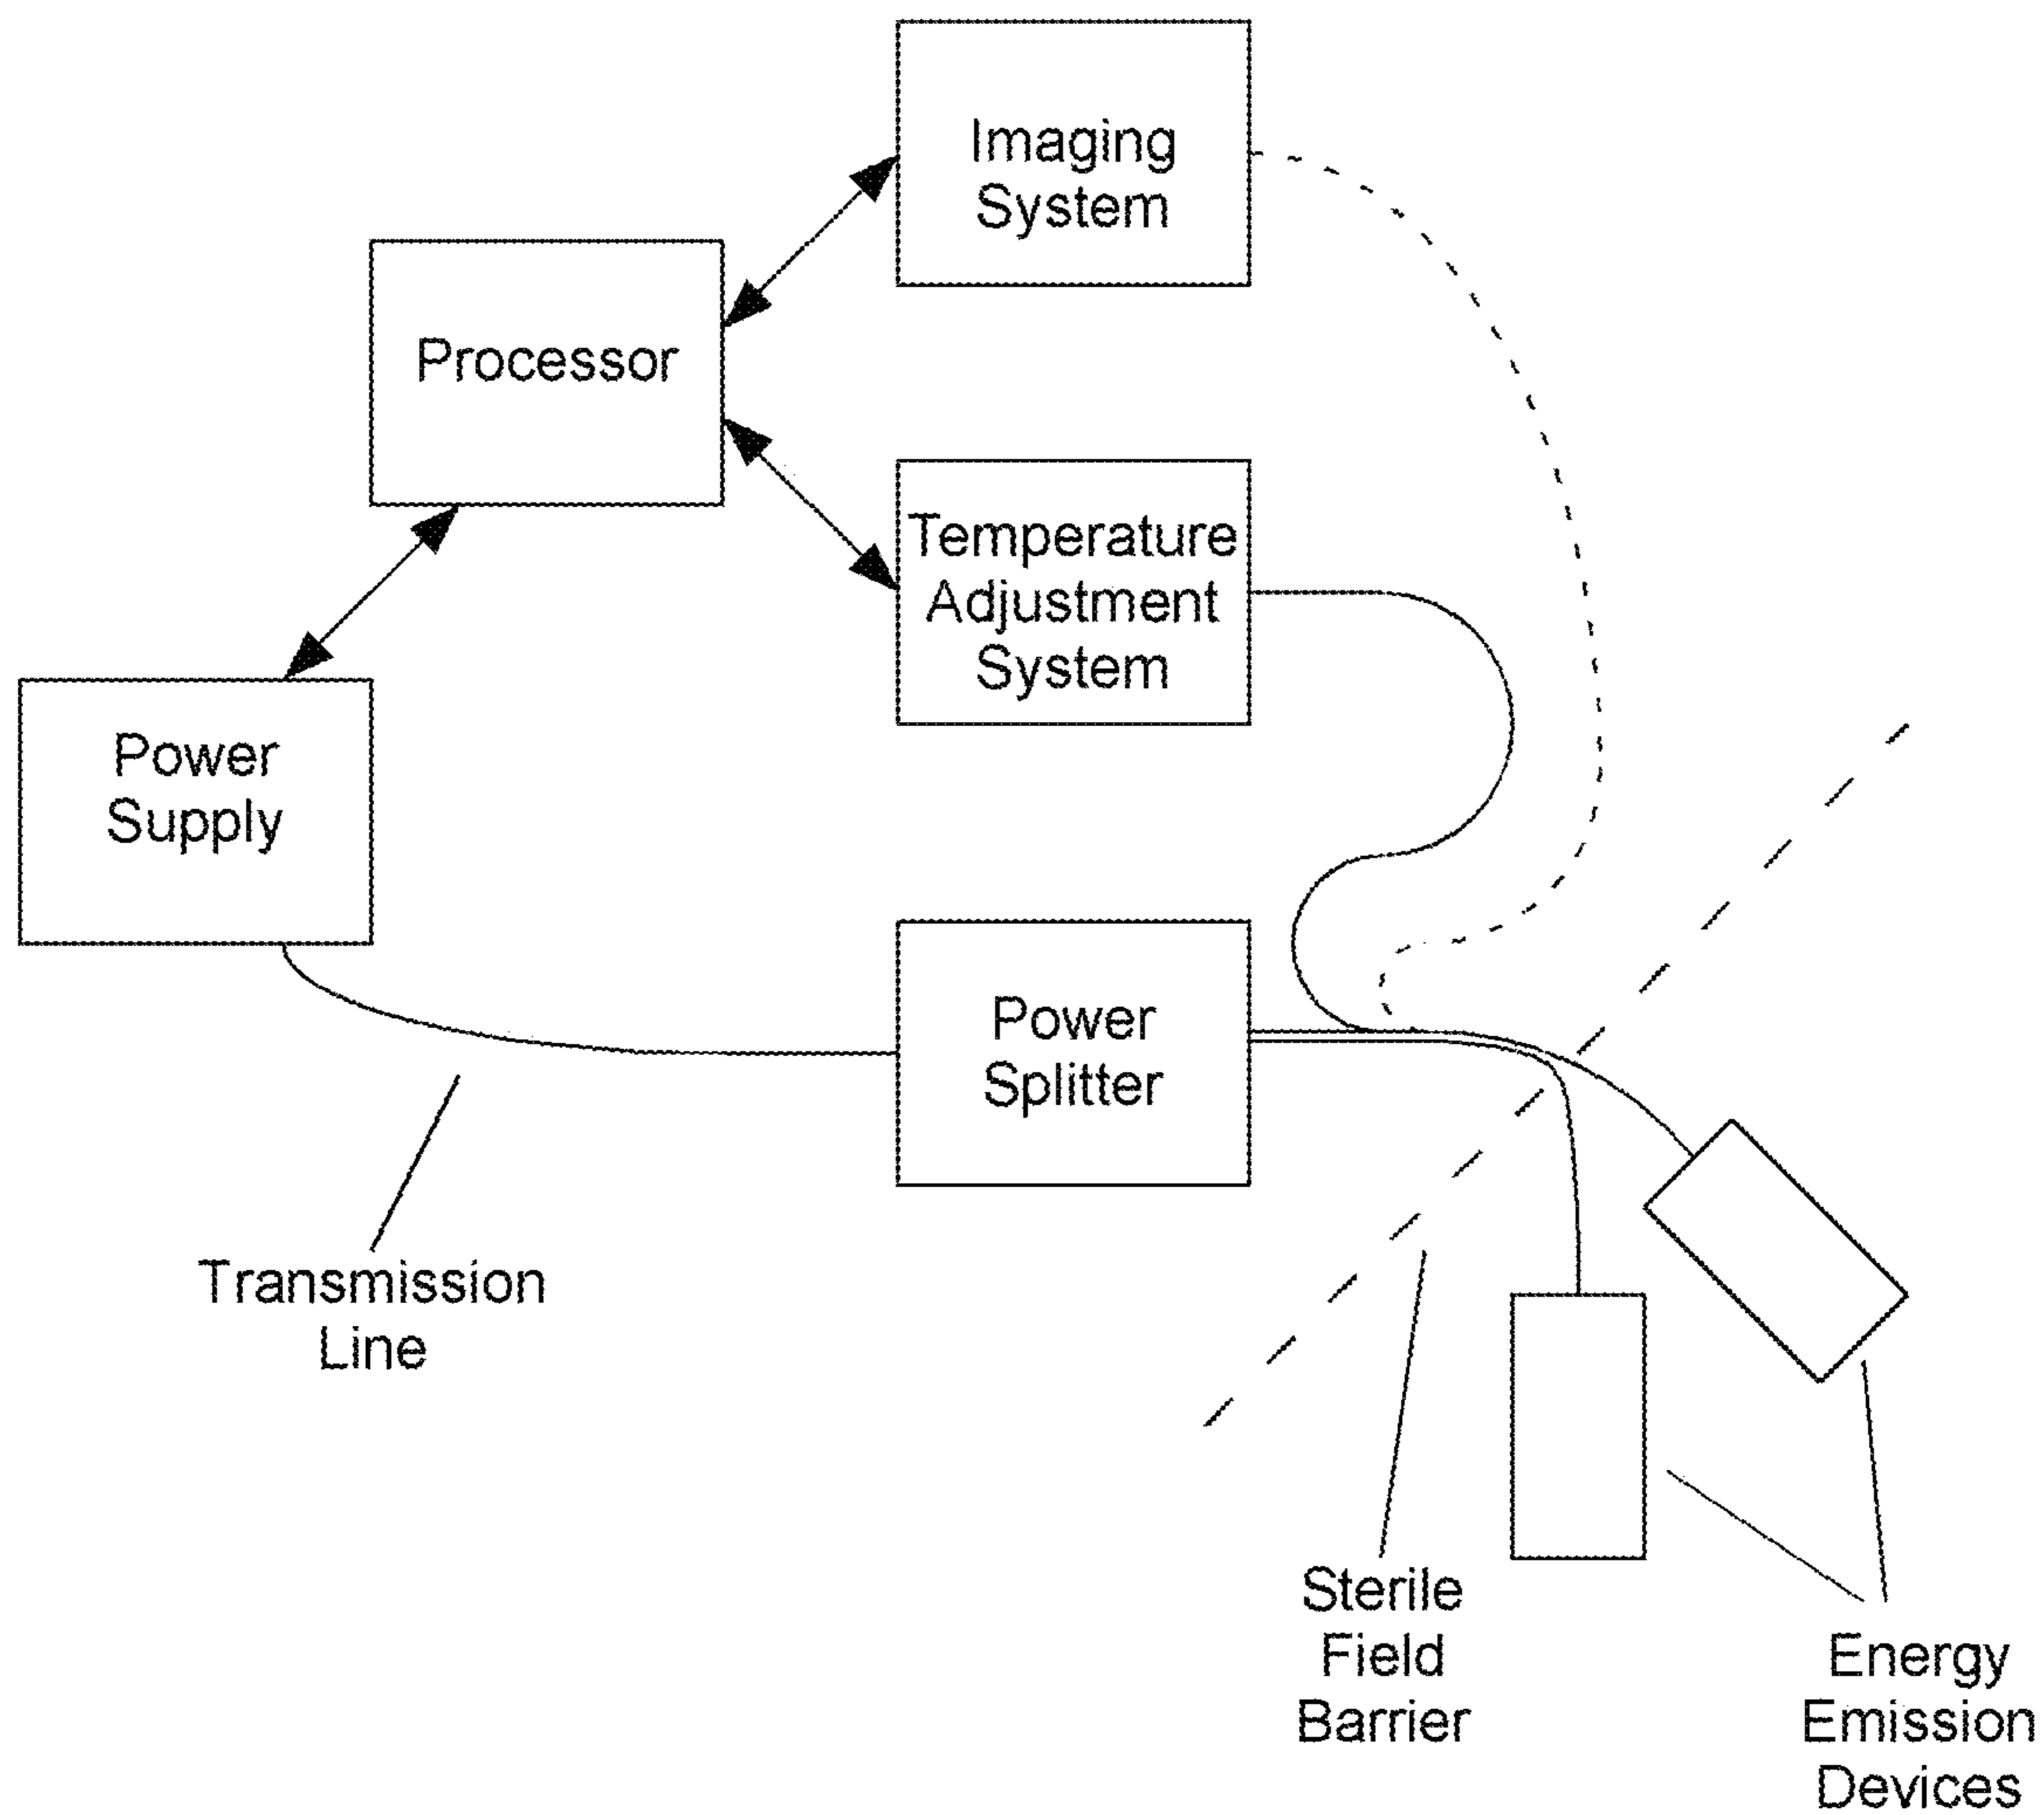 Imaging
System
Processor
Temperature
Adjustment
System
Power
Supply
Power
Splitter
Transmission
Line
Sterile
Field
Barrier
Energy
Emission
Devices